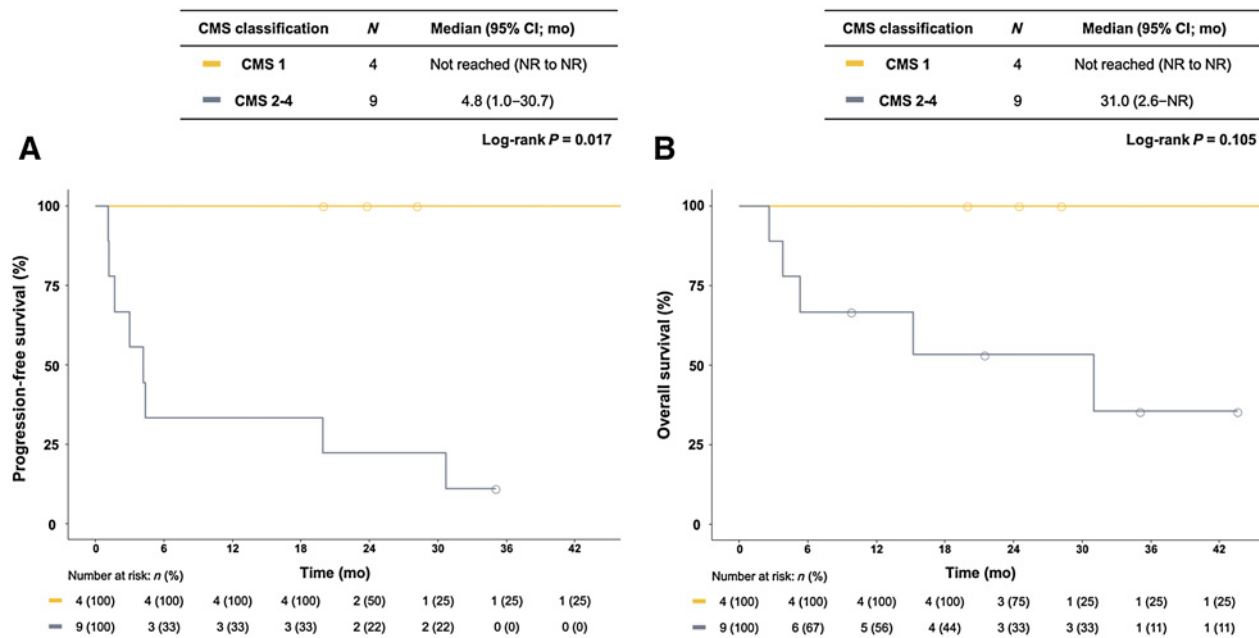 CMS classification N Median (95% CI; mo)
CMS 1 4 Not reached (NR to NR)
CMS 2-4 9 4.8 (1.0–30.7)
Log-rank P = 0.017
A
Progression-free survival (%)
100
75
50
25
0
0 6 12 18 24 30 36 42
Number at risk: n (%) Time (mo)
4 (100) 4 (100) 4 (100) 4 (100) 2 (50) 1 (25) 1 (25) 1 (25)
9 (100) 3 (33) 3 (33) 3 (33) 2 (22) 2 (22) 0 (0) 0 (0)
CMS classification N Median (95% CI; mo)
CMS 1 4 Not reached (NR to NR)
CMS 2-4 9 31.0 (2.6–NR)
Log-rank P = 0.105
B
Overall survival (%)
100
75
50
25
0
0 6 12 18 24 30 36 42
Number at risk: n (%) Time (mo)
4 (100) 4 (100) 4 (100) 4 (100) 3 (75) 1 (25) 1 (25) 1 (25)
9 (100) 6 (67) 5 (56) 4 (44) 3 (33) 3 (33) 1 (11) 1 (11)